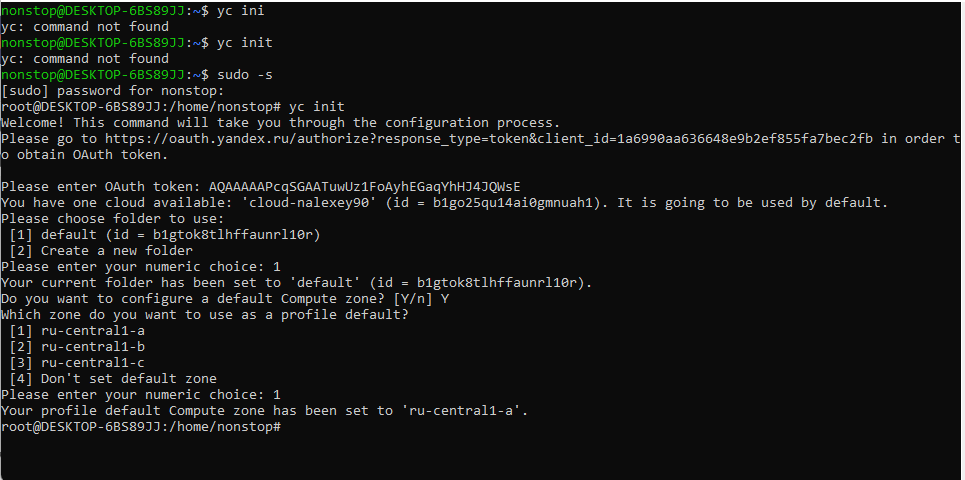 nonstop@DESKTOP-6BS89JJ:~$ yc ini
yc: command not found
nonstop@DESKTOP-6BS89JJ:~$ yc init
yc: command not found
nonstop@DESKTOP-6BS89JJ:~$ sudo -s
[sudo] password for nonstop:
root@DESKTOP-6BS89JJ:/home/nonstop# yc init
Welcome! This command will take you through the configuration process.
Please go to https://oauth.yandex.ru/authorize?response_type=token&client_id=1a6990aa636648e9b2ef855fa7bec2fb in order t
o obtain OAuth token.
Please enter OAuth token: AQAAAAAPcqSGAATuwUz1FoAyhEGaqYhHJ4JQWsE
You have one cloud available: 'cloud-nalexey90' (id = b1go25qu14ai0gmnuah1). It is going to be used by default.
Please choose folder to use:
 [1] default (id = b1gtok8tlhffaunrl10r)
 [2] Create a new folder
Please enter your numeric choice: 1
Your current folder has been set to 'default' (id = b1gtok8tlhffaunrl10r).
Do you want to configure a default Compute zone? [Y/n] Y
Which zone do you want to use as a profile default?
 [1] ru-central1-a
 [2] ru-central1-b
 [3] ru-central1-c
 [4] Don't set default zone
Please enter your numeric choice: 1
Your profile default Compute zone has been set to 'ru-central1-a'.
root@DESKTOP-6BS89JJ:/home/nonstop#